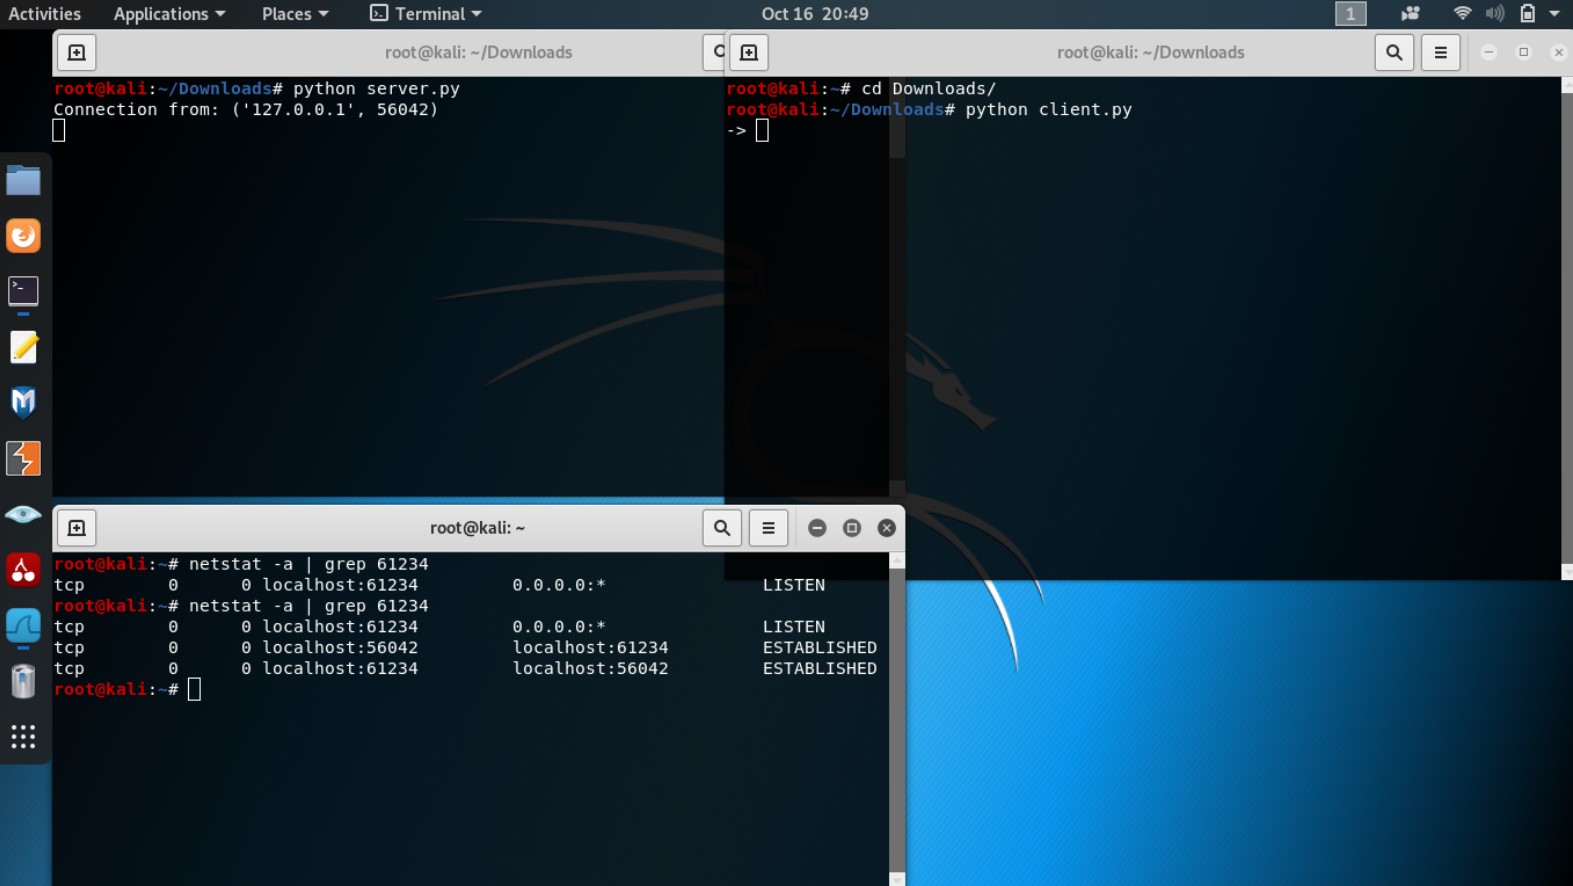 Activities Applications Places Terminal Oct 16 20:49 1
root@kali: ~/Downloads
root@kali:~/Downloads# python server.py
Connection from: ('127.0.0.1', 56042)
root@kali: ~/Downloads
root@kali:~# cd Downloads/
root@kali:~/Downloads# python client.py
->
root@kali: ~
root@kali:~# netstat -a | grep 61234
tcp 0 0 localhost:61234 0.0.0.0:* LISTEN
root@kali:~# netstat -a | grep 61234
tcp 0 0 localhost:61234 0.0.0.0:* LISTEN
tcp 0 0 localhost:56042 localhost:61234 ESTABLISHED
tcp 0 0 localhost:61234 localhost:56042 ESTABLISHED
root@kali:~#